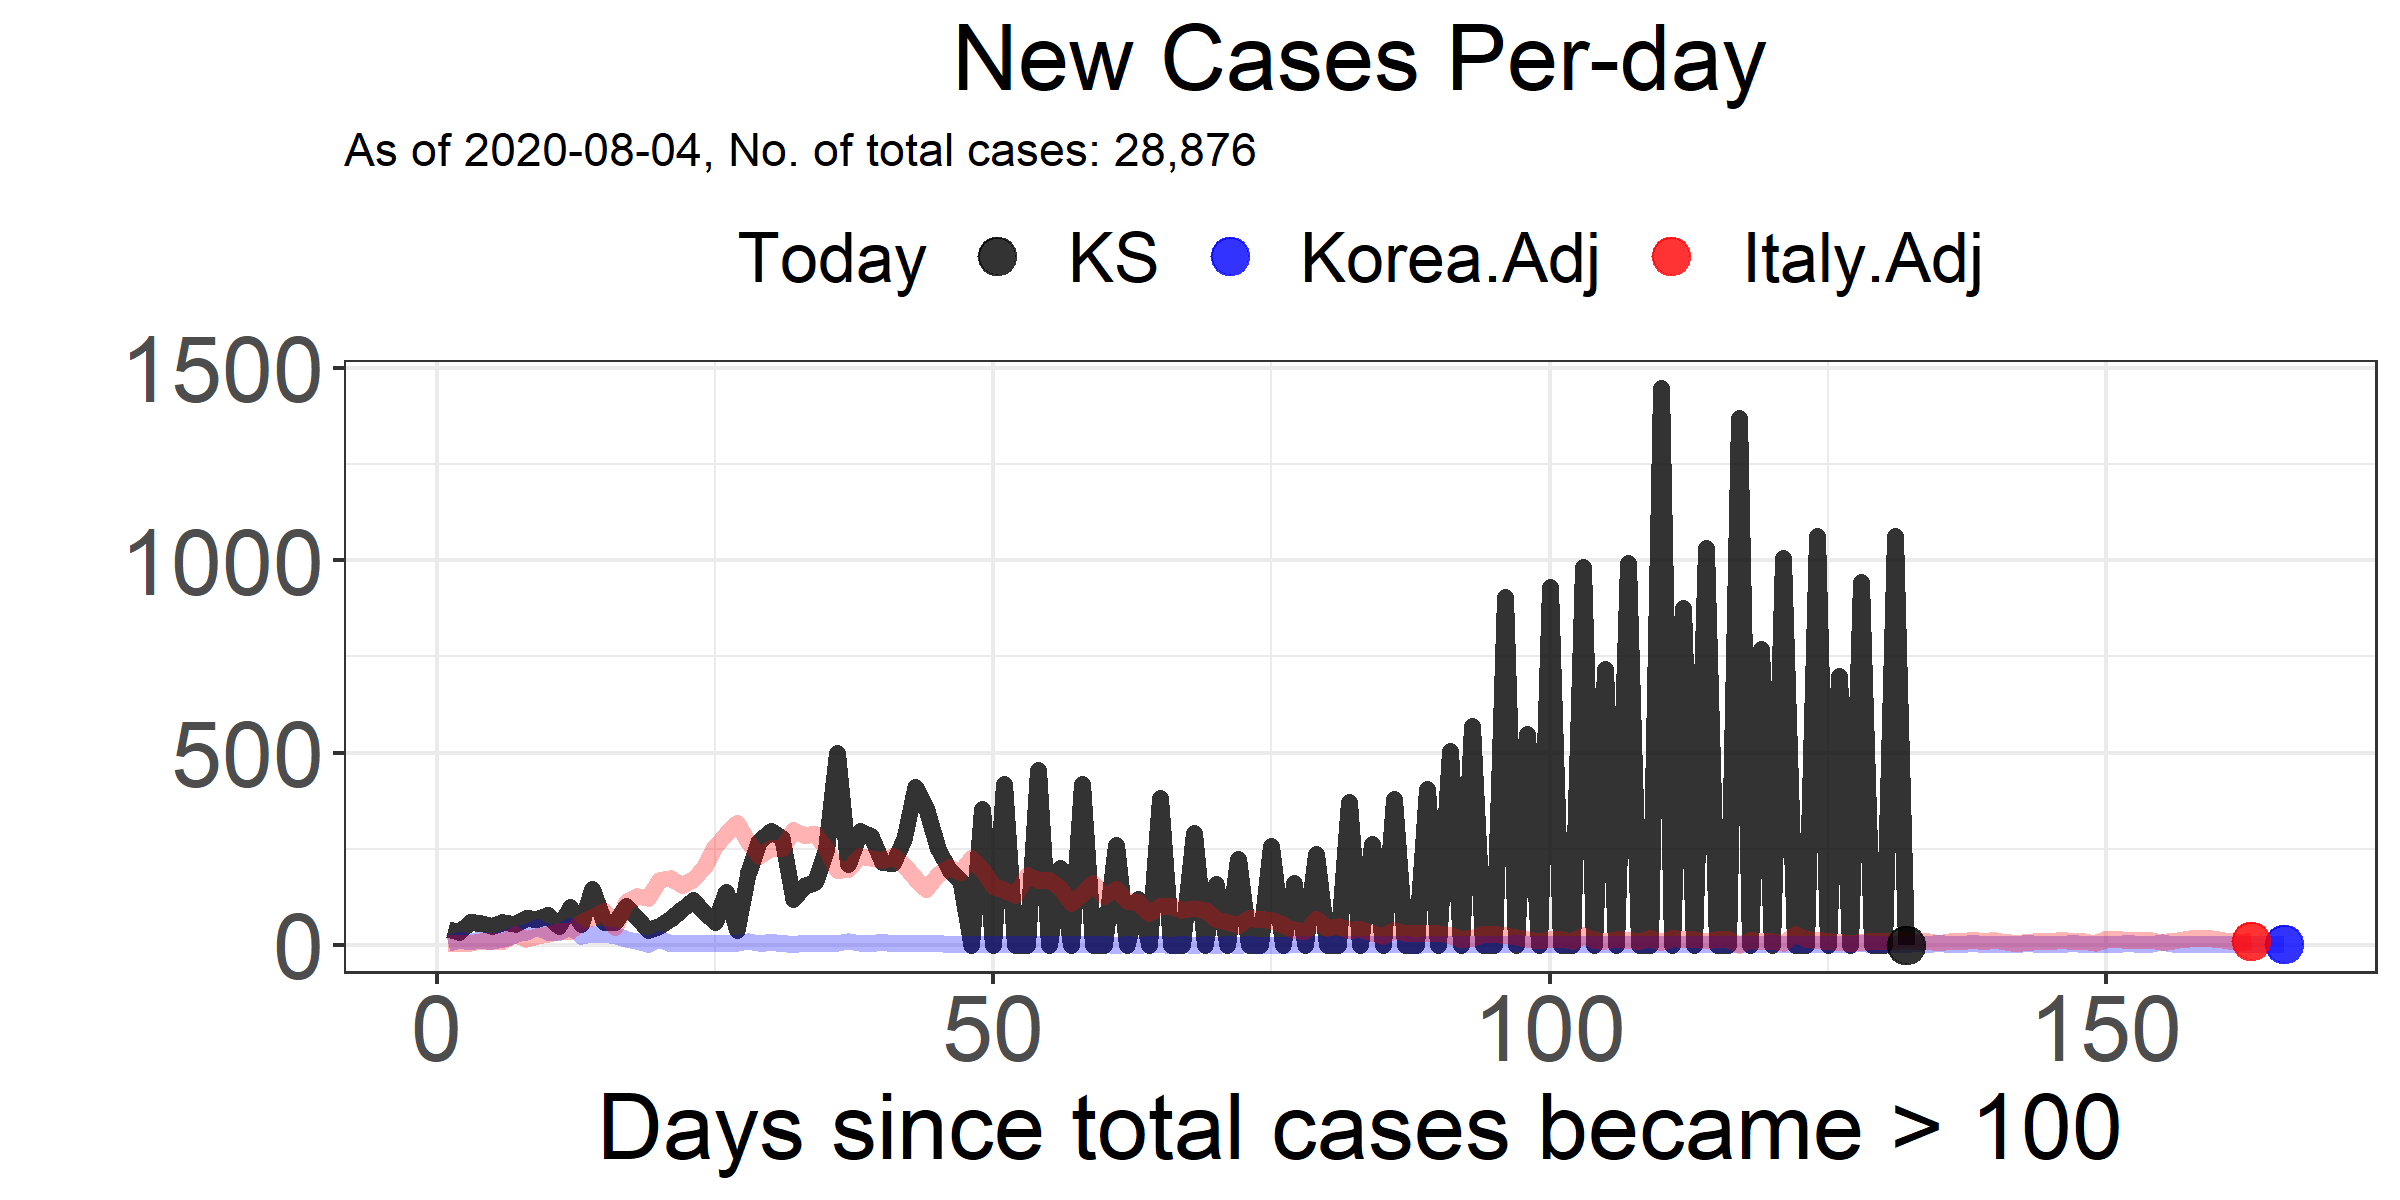 New Cases Per-day
As of 2020-08-04, No. of total cases: 28,876
Today KS Korea.Adj Italy.Adj
1500
1000
500
0
0 50 100 150
Days since total cases became > 100